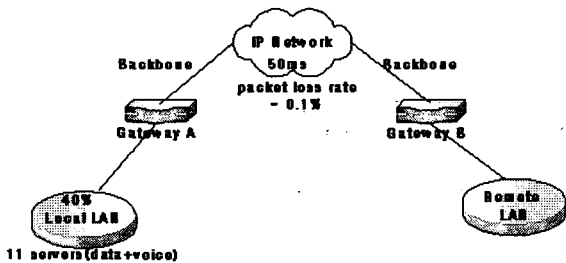 IP Network
50ms
Backbone
Backbone
packet loss rate
- 0.1%
Gateway A
Gateway B
40%
Local LAN
Remote
LAN
11 servers(data+voice)